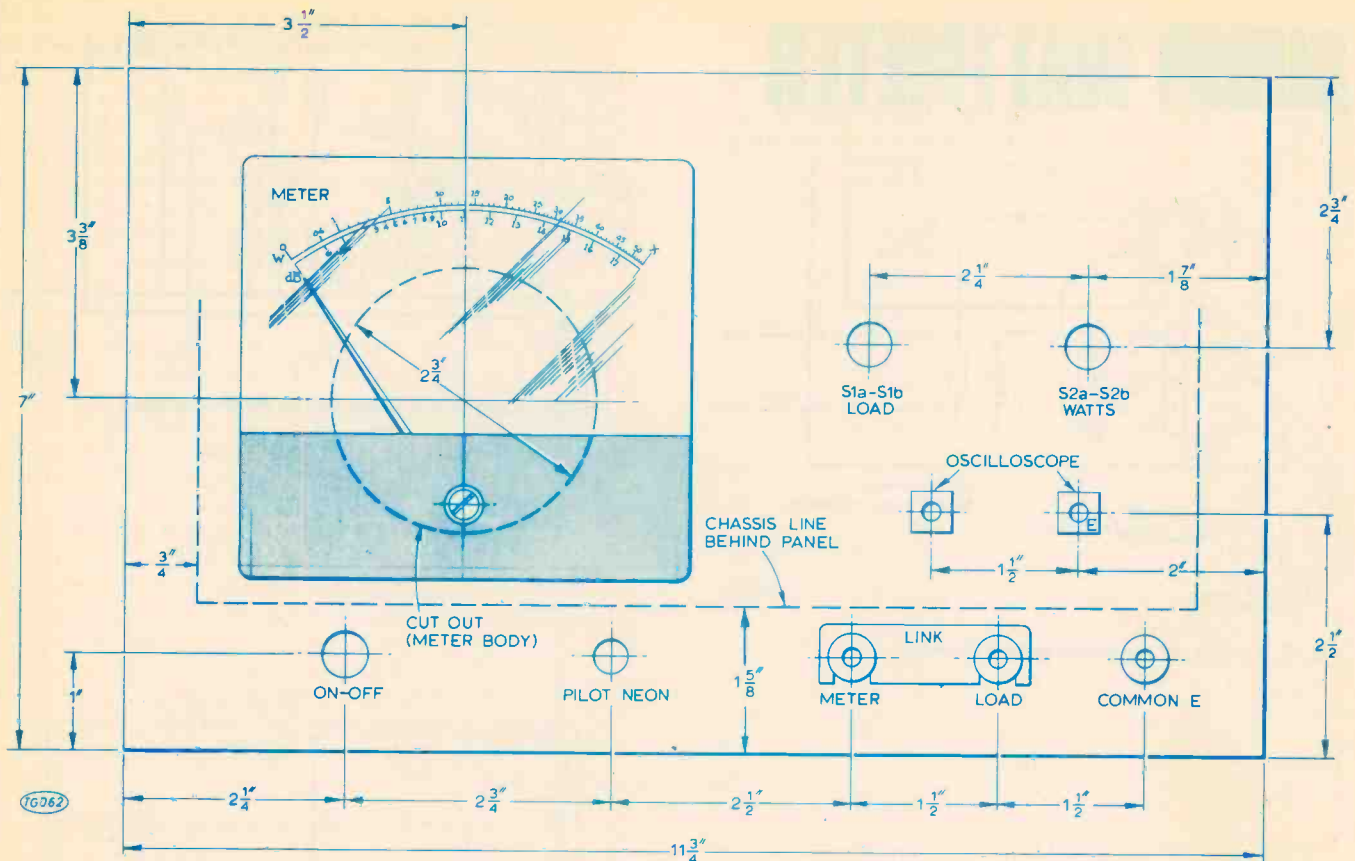 3 1/2"
7"
3 3/8"
2 3/4"
METER
W
dB
2 3/4"
2 1/4"
1 7/8"
S1a-S1b
LOAD
S2a-S2b
WATTS
OSCILLOSCOPE
E
CHASSIS LINE
BEHIND PANEL
1 1/2"
2"
3/4"
CUT OUT
(METER BODY)
2 1/2"
1"
ON-OFF
PILOT NEON
1 5/8"
LINK
METER
LOAD
COMMON E
TG062
2 1/4"
2 3/4"
2 1/2"
1 1/2"
1 1/2"
11 3/4"